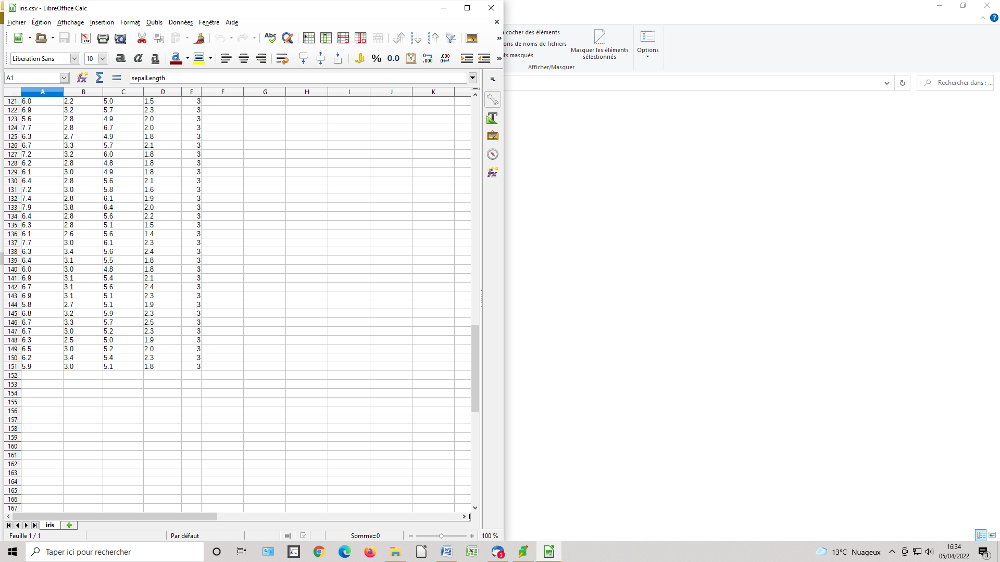 iris.csv - LibreOffice Calc
Fichier Édition Affichage Insertion Format Outils Données Fenêtre Aide
Liberation Sans 10
A1 sepalLength
A B C D E F G H I J K
121 6.0 2.2 5.0 1.5 3
122 6.9 3.2 5.7 2.3 3
123 5.6 2.8 4.9 2.0 3
124 7.7 2.8 6.7 2.0 3
125 6.3 2.7 4.9 1.8 3
126 6.7 3.3 5.7 2.1 3
127 7.2 3.2 6.0 1.8 3
128 6.2 2.8 4.8 1.8 3
129 6.1 3.0 4.9 1.8 3
130 6.4 2.8 5.6 2.1 3
131 7.2 3.0 5.8 1.6 3
132 7.4 2.8 6.1 1.9 3
133 7.9 3.8 6.4 2.0 3
134 6.4 2.8 5.6 2.2 3
135 6.3 2.8 5.1 1.5 3
136 6.1 2.6 5.6 1.4 3
137 7.7 3.0 6.1 2.3 3
138 6.3 3.4 5.6 2.4 3
139 6.4 3.1 5.5 1.8 3
140 6.0 3.0 4.8 1.8 3
141 6.9 3.1 5.4 2.1 3
142 6.7 3.1 5.6 2.4 3
143 6.9 3.1 5.1 2.3 3
144 5.8 2.7 5.1 1.9 3
145 6.8 3.2 5.9 2.3 3
146 6.7 3.3 5.7 2.5 3
147 6.7 3.0 5.2 2.3 3
148 6.3 2.5 5.0 1.9 3
149 6.5 3.0 5.2 2.0 3
150 6.2 3.4 5.4 2.3 3
151 5.9 3.0 5.1 1.8 3
152
153
154
155
156
157
158
159
160
161
162
163
164
165
166
167
iris
Feuille 1 / 1 Par défaut Somme=0 100 %
cocher des éléments
ons de noms de fichiers
ts masqués
Masquer les éléments
sélectionnés
Options
Afficher/Masquer
Rechercher dans : ...
Taper ici pour rechercher
13°C Nuageux
16:34
05/04/2022